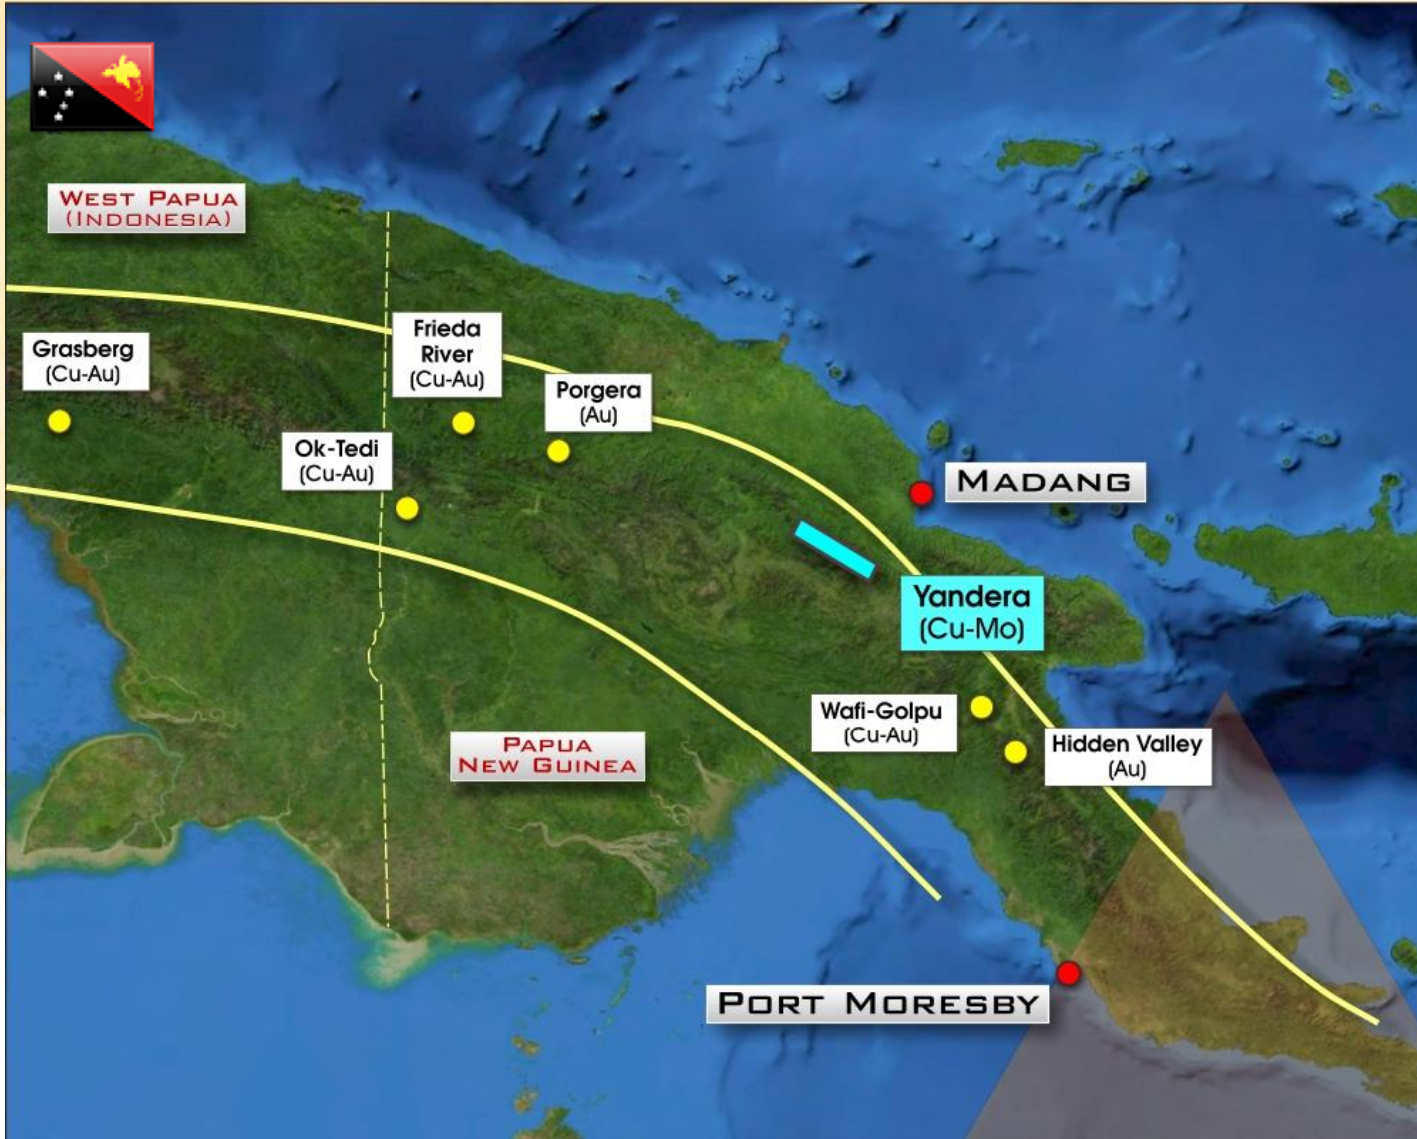 WEST PAPUA
(INDONESIA)
Grasberg
(Cu-Au)
Frieda
River
(Cu-Au)
Porgera
(Au)
Ok-Tedi
(Cu-Au)
MADANG
Yandera
(Cu-Mo)
Wafi-Golpu
(Cu-Au)
Hidden Valley
(Au)
PAPUA
NEW GUINEA
PORT MORESBY